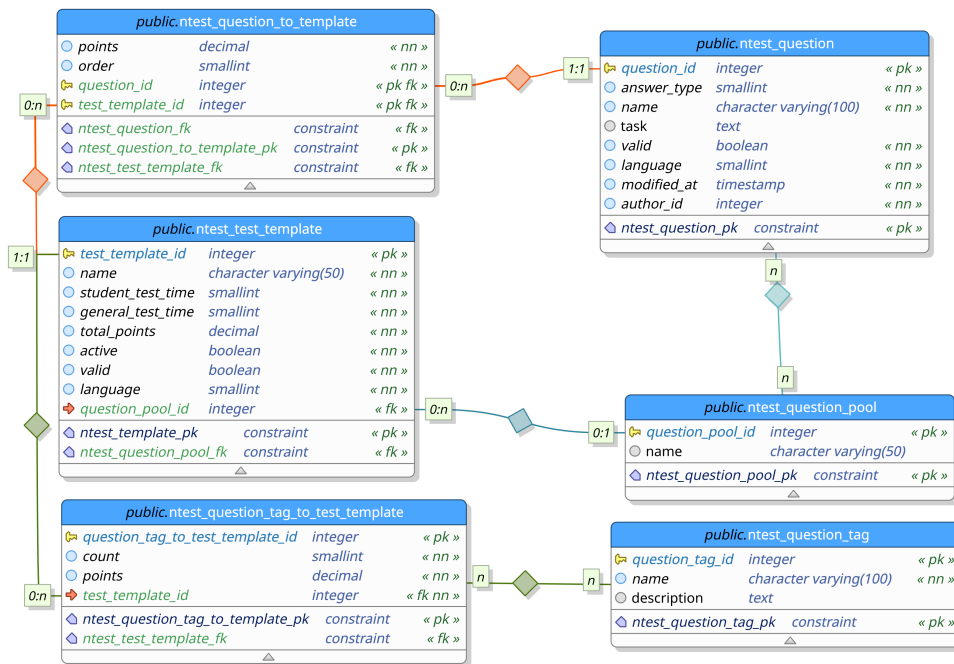 public.ntest_question_to_template
points decimal « nn »
order smallint « nn »
question_id integer « pk fk »
test_template_id integer « pk fk »
ntest_question_fk constraint « fk »
ntest_question_to_template_pk constraint « pk »
ntest_test_template_fk constraint « fk »
0:n
1:1
0:n
public.ntest_question
question_id integer « pk »
answer_type smallint « nn »
name character varying(100) « nn »
task text
valid boolean « nn »
language smallint « nn »
modified_at timestamp « nn »
author_id integer « nn »
ntest_question_pk constraint « pk »
n
n
1:1
public.ntest_test_template
test_template_id integer « pk »
name character varying(50) « nn »
student_test_time smallint « nn »
general_test_time smallint « nn »
total_points decimal « nn »
active boolean « nn »
valid boolean « nn »
language smallint « nn »
question_pool_id integer « fk »
ntest_template_pk constraint « pk »
ntest_question_pool_fk constraint « fk »
0:n
0:1
public.ntest_question_pool
question_pool_id integer « pk »
name character varying(50)
ntest_question_pool_pk constraint « pk »
public.ntest_question_tag_to_test_template
question_tag_to_test_template_id integer « pk »
count smallint « nn »
points decimal « nn »
test_template_id integer « fk nn »
ntest_question_tag_to_template_pk constraint « pk »
ntest_test_template_fk constraint « fk »
0:n
n
n
public.ntest_question_tag
question_tag_id integer « pk »
name character varying(100) « nn »
description text
ntest_question_tag_pk constraint « pk »